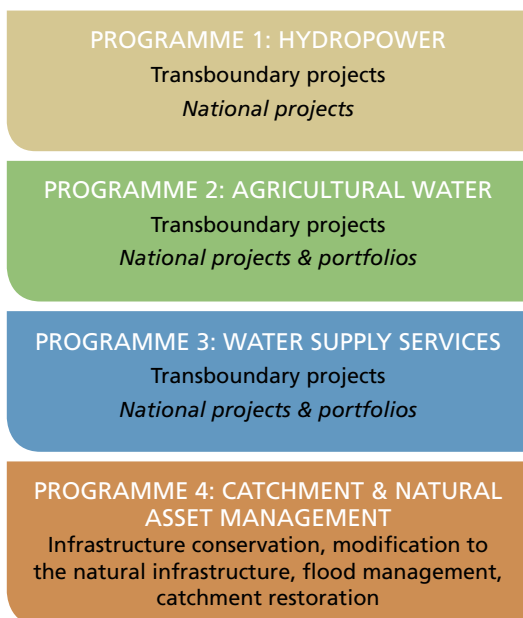 PROGRAMME 1: HYDROPOWER
Transboundary projects
National projects
PROGRAMME 2: AGRICULTURAL WATER
Transboundary projects
National projects & portfolios
PROGRAMME 3: WATER SUPPLY SERVICES
Transboundary projects
National projects & portfolios
PROGRAMME 4: CATCHMENT & NATURAL
ASSET MANAGEMENT
Infrastructure conservation, modification to
the natural infrastructure, flood management,
catchment restoration